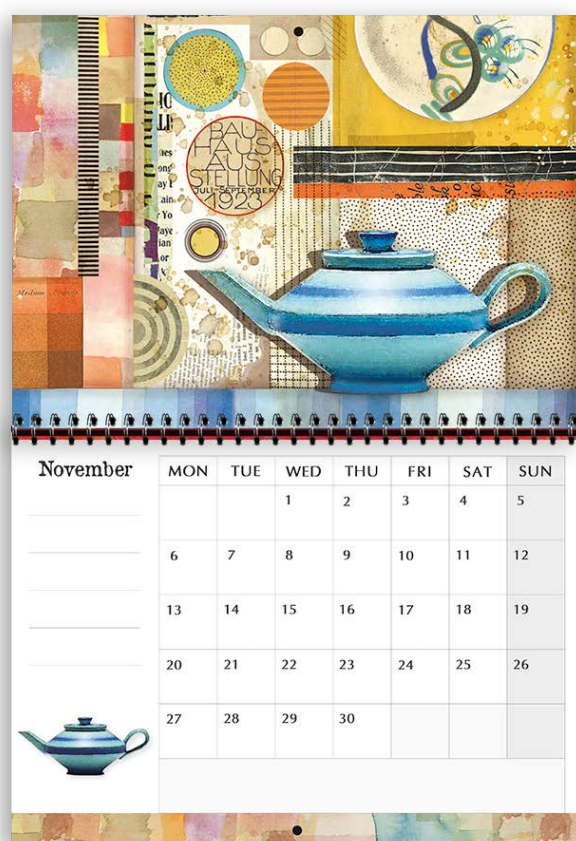 BAU-
HAUS
AUS
STELLUNG
JULI-SEPTEMBER
1923
Medium Orange
November
MON TUE WED THU FRI SAT SUN
1 2 3 4 5
6 7 8 9 10 11 12
13 14 15 16 17 18 19
20 21 22 23 24 25 26
27 28 29 30